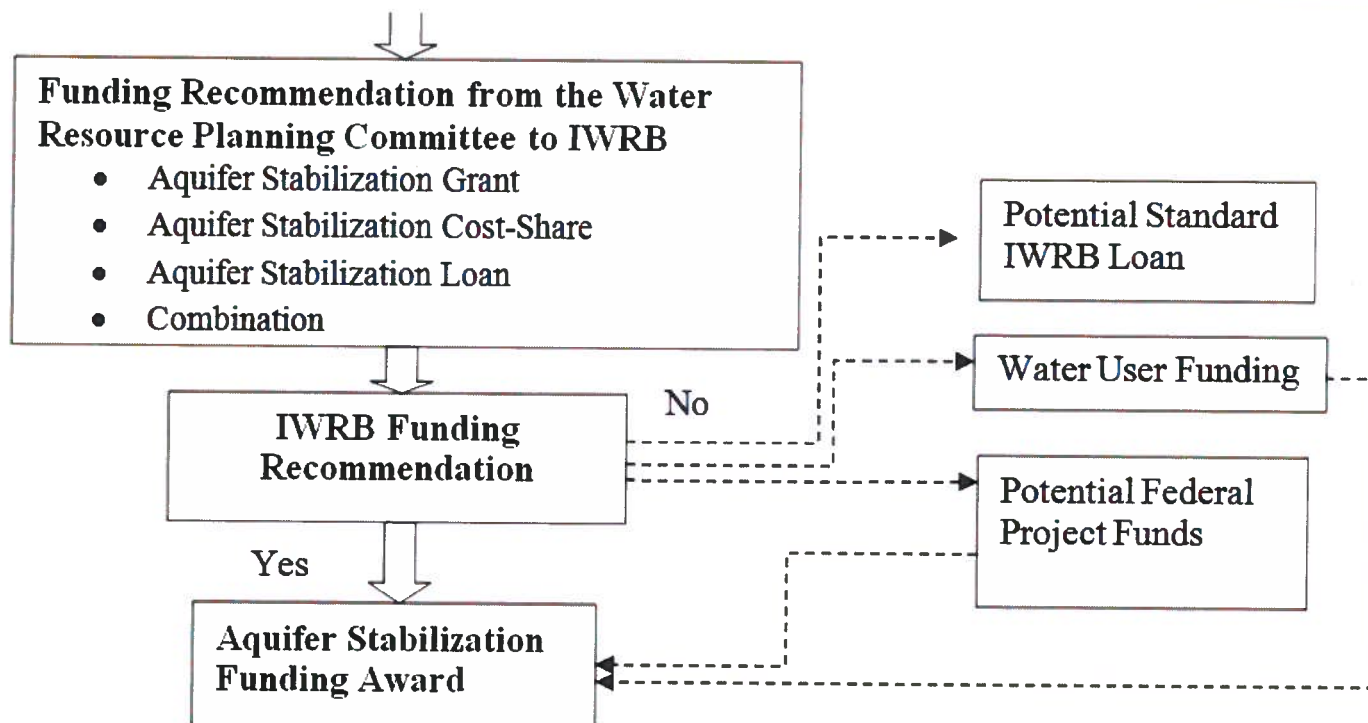 Funding Recommendation from the Water
Resource Planning Committee to IWRB
• Aquifer Stabilization Grant
• Aquifer Stabilization Cost-Share
• Aquifer Stabilization Loan
• Combination
Potential Standard
IWRB Loan
Water User Funding
No
IWRB Funding
Recommendation
Potential Federal
Project Funds
Yes
Aquifer Stabilization
Funding Award